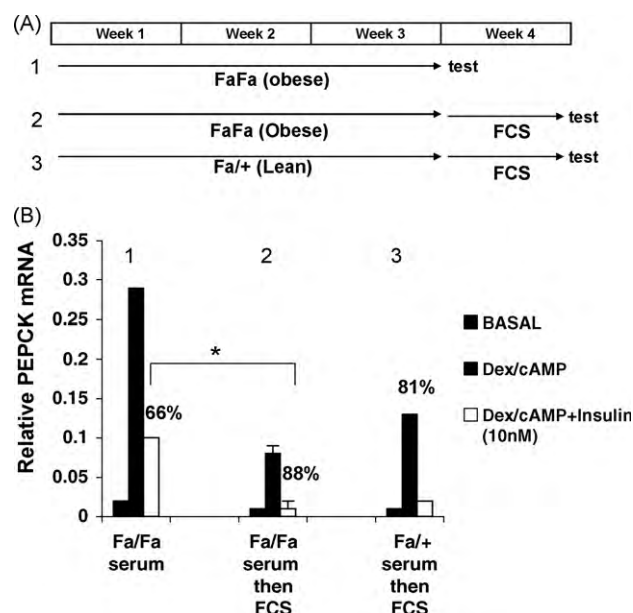 (A)
Week 1 Week 2 Week 3 Week 4
1 test
FaFa (obese)
2 test
FaFa (Obese) FCS
3 test
Fa/+ (Lean) FCS
(B)
Relative PEPCK mRNA
0.35
0.3
0.25
0.2
0.15
0.1
0.05
0
1 2 3
*
66%
88%
81%
BASAL
Dex/cAMP
Dex/cAMP+Insulin
(10nM)
Fa/Fa
serum
Fa/Fa
serum
then
FCS
Fa/+
serum
then
FCS